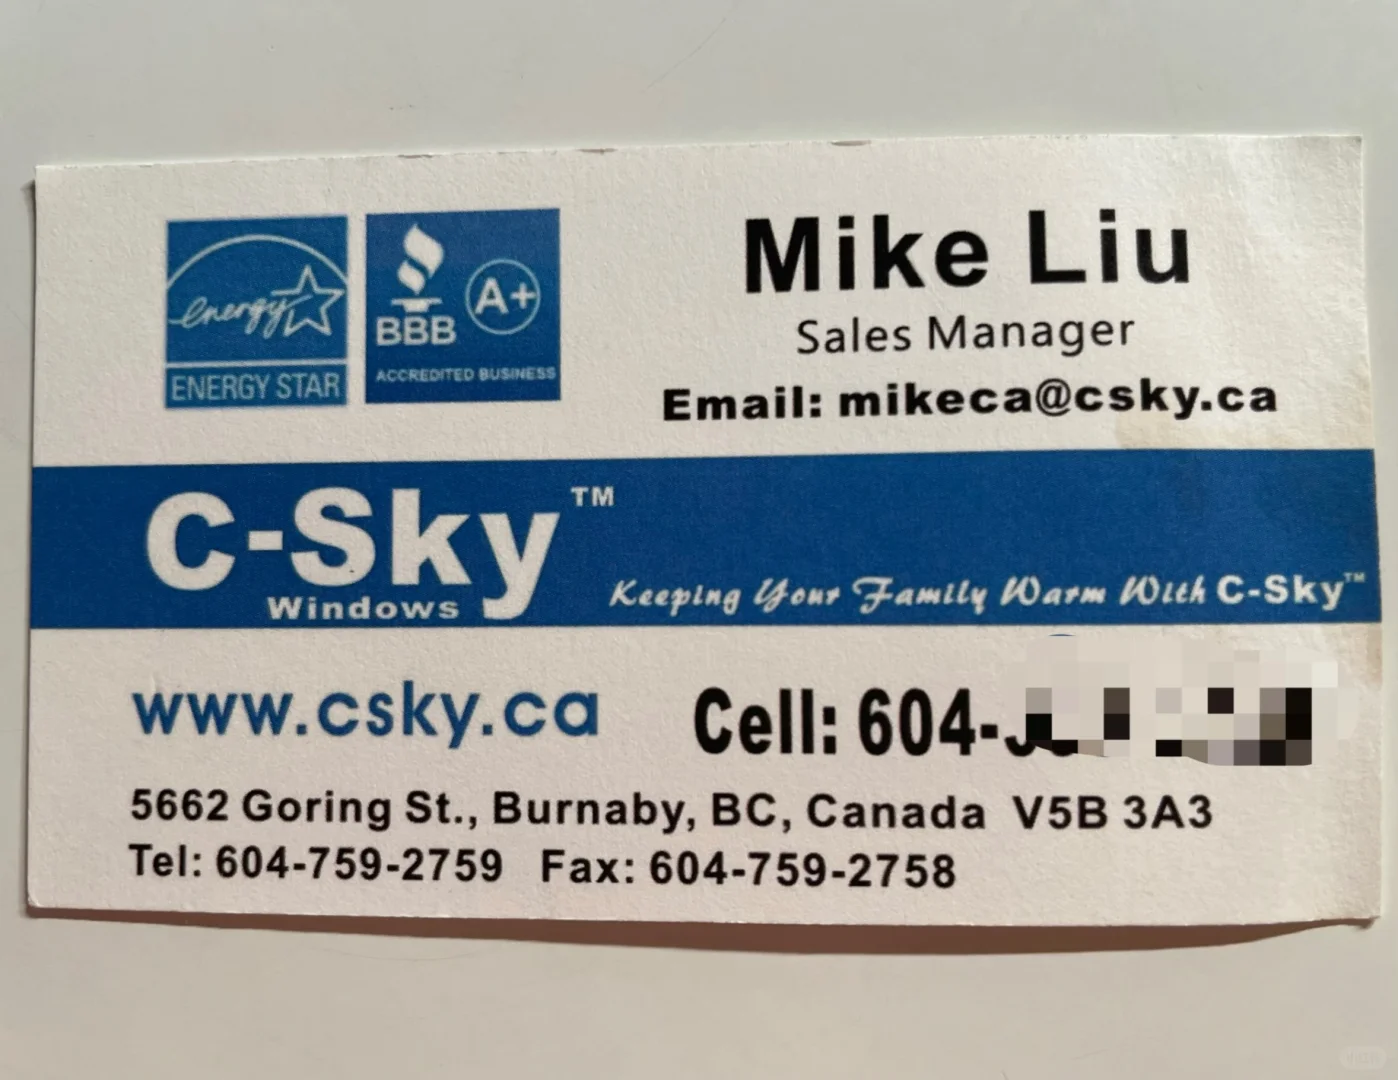 energy
ENERGY STAR
BBB
A+
ACCREDITED BUSINESS
Mike Liu
Sales Manager
Email: mikeca@csky.ca
C-Sky™
Windows
Keeping Your Family Warm With C-Sky™
www.csky.ca
Cell: 604-
5662 Goring St., Burnaby, BC, Canada V5B 3A3
Tel: 604-759-2759 Fax: 604-759-2758